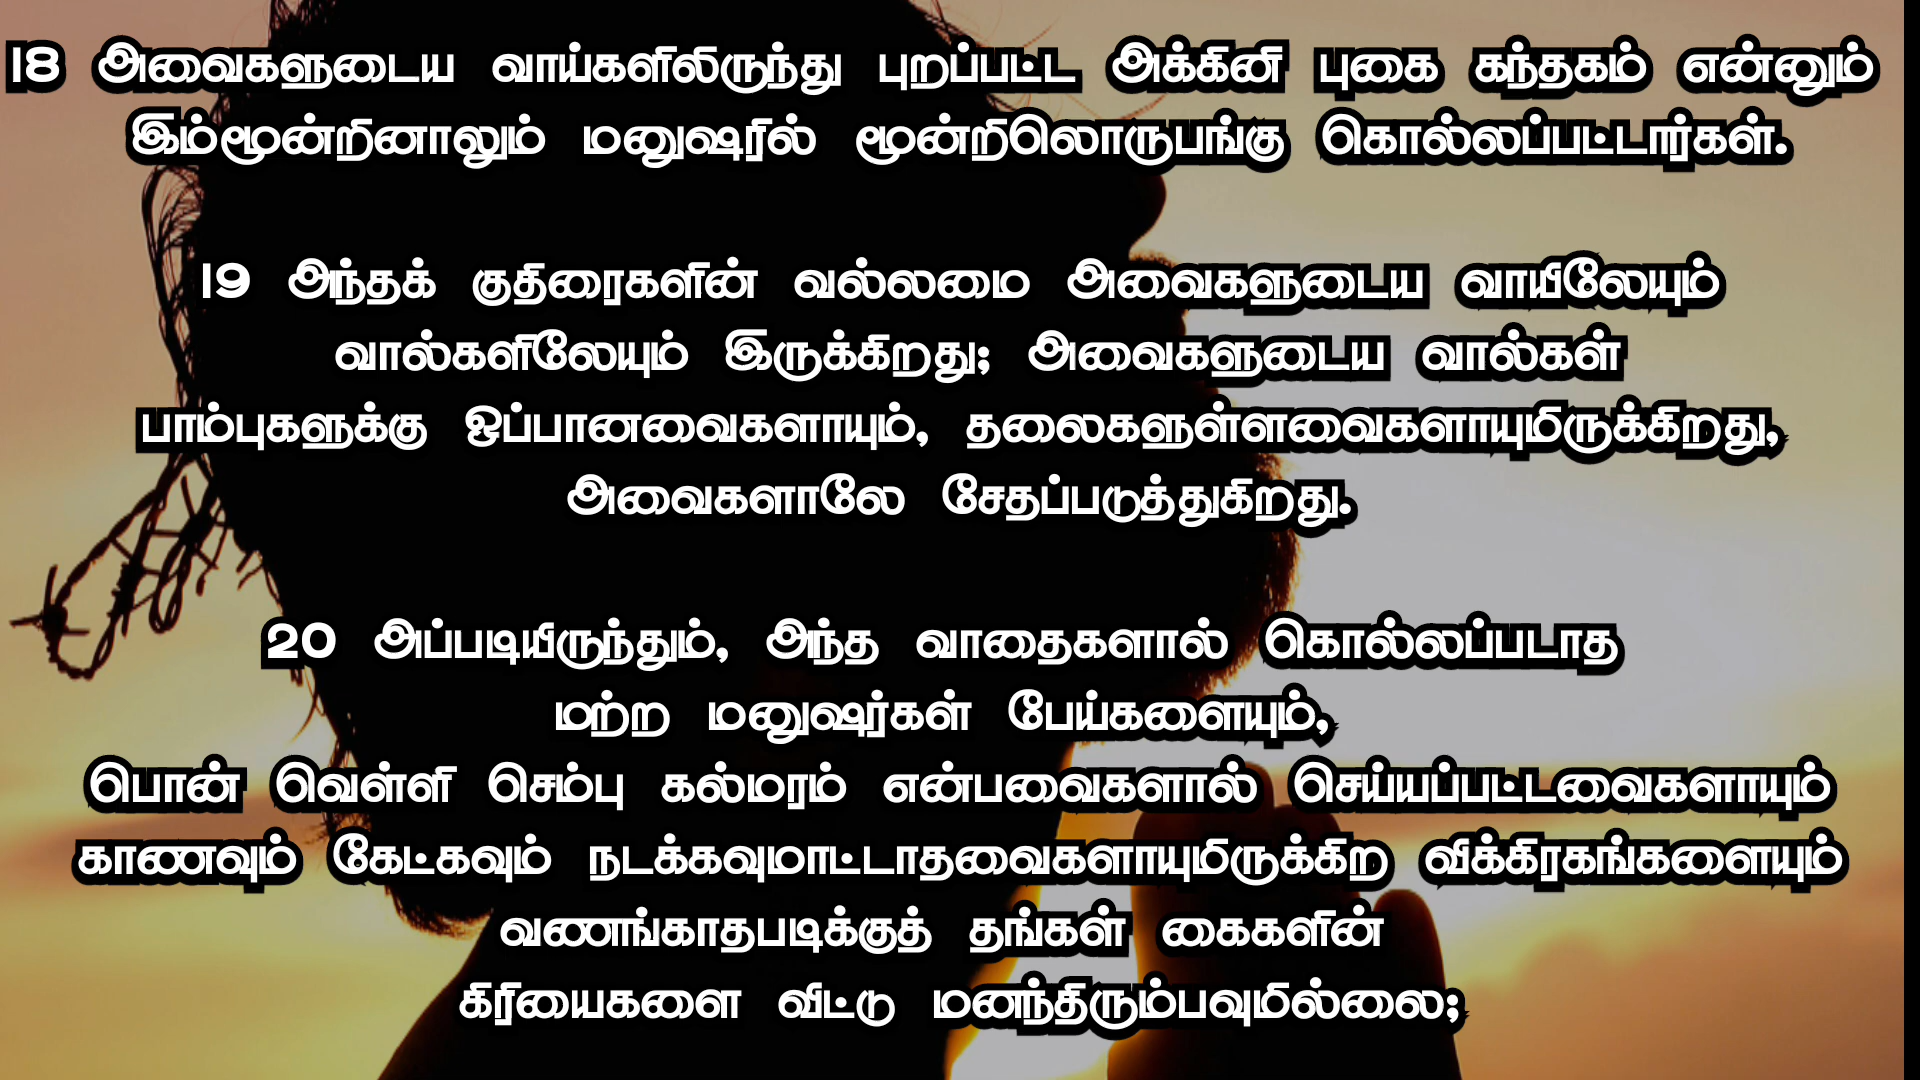 18 அவைகளுடைய வாய்களிலிருந்து புறப்பட்ட அக்கினி புகை கந்தகம் என்னும்
இம்மூன்றினாலும் மனுஷரில் மூன்றிலொருபங்கு கொல்லப்பட்டார்கள்.
19 அந்தக் குதிரைகளின் வல்லமை அவைகளுடைய வாயிலேயும்
வால்களிலேயும் இருக்கிறது; அவைகளுடைய வால்கள்
பாம்புகளுக்கு ஒப்பானவைகளாயும், தலைகளுள்ளவைகளாயுமிருக்கிறது,
அவைகளாலே சேதப்படுத்துகிறது.
20 அப்படியிருந்தும், அந்த வாதைகளால் கொல்லப்படாத
மற்ற மனுஷர்கள் பேய்களையும்,
பொன் வெள்ளி செம்பு கல்மரம் என்பவைகளால் செய்யப்பட்டவைகளாயும்
காணவும் கேட்கவும் நடக்கவுமாட்டாதவைகளாயுமிருக்கிற விக்கிரகங்களையும்
வணங்காதபடிக்குத் தங்கள் கைகளின்
கிரியைகளை விட்டு மனந்திரும்பவுமில்லை;